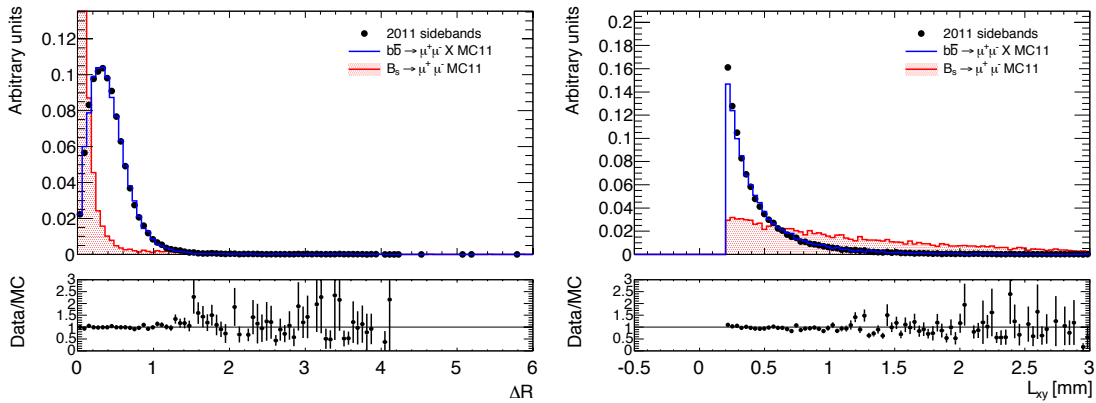 Arbitrary units
0.12
0.1
0.08
0.06
0.04
0.02
0
2011 sidebands
bb̅ → μ⁺μ⁻ X MC11
Bₛ → μ⁺ μ⁻ MC11
Data/MC
3
2.5
2
1.5
1
0.5
0
0 1 2 3 4 5 6
ΔR
Arbitrary units
0.2
0.18
0.16
0.14
0.12
0.1
0.08
0.06
0.04
0.02
0
2011 sidebands
bb̅ → μ⁺μ⁻ X MC11
Bₛ → μ⁺ μ⁻ MC11
Data/MC
3
2.5
2
1.5
1
0.5
0
-0.5 0 0.5 1 1.5 2 2.5 3
Lxy [mm]